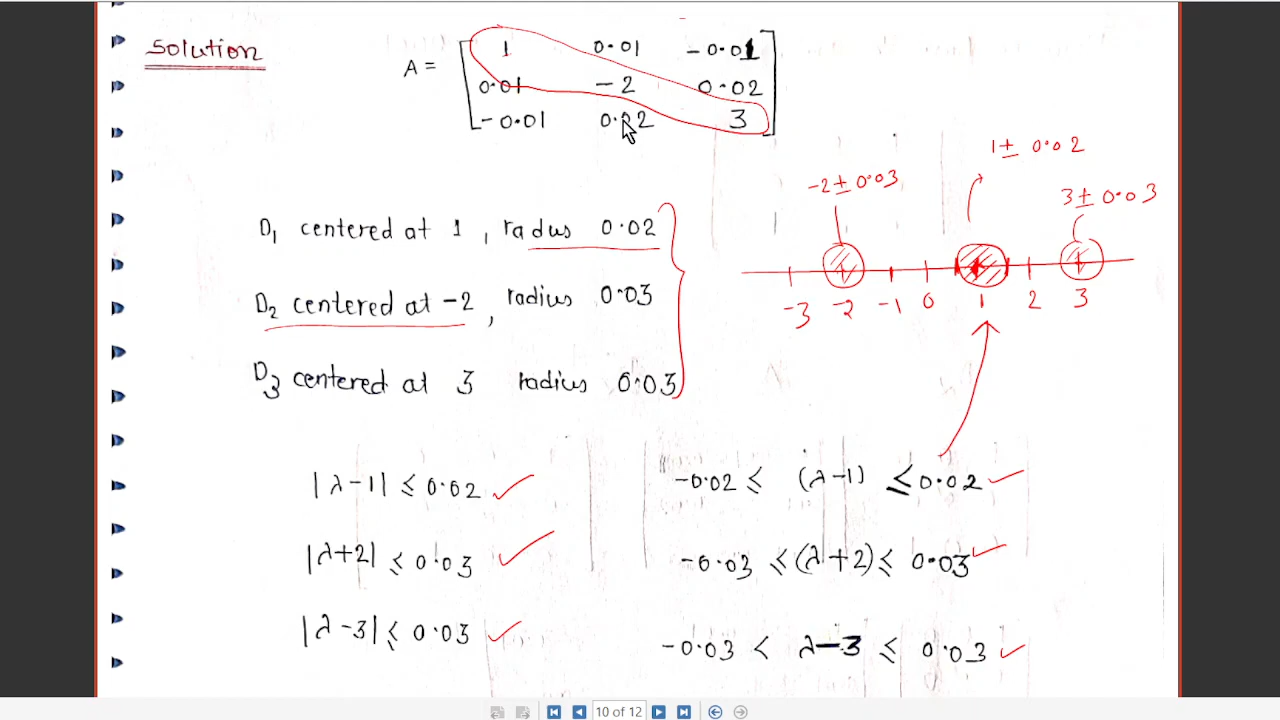 Solution
A =
1 0.01 -0.01
0.01 -2 0.02
-0.01 0.02 3
1 ± 0.02
-2 ± 0.03
3 ± 0.03
-3 -2 -1 0 1 2 3
D1 centered at 1, radus 0.02
D2 centered at -2, radius 0.03
D3 centered at 3 radius 0.03
|λ-1| ≤ 0.02 -0.02 ≤ (λ-1) ≤ 0.02
|λ+2| ≤ 0.03 -0.03 ≤ (λ+2) ≤ 0.03
|λ-3| ≤ 0.03 -0.03 < λ-3 ≤ 0.03
10 of 12